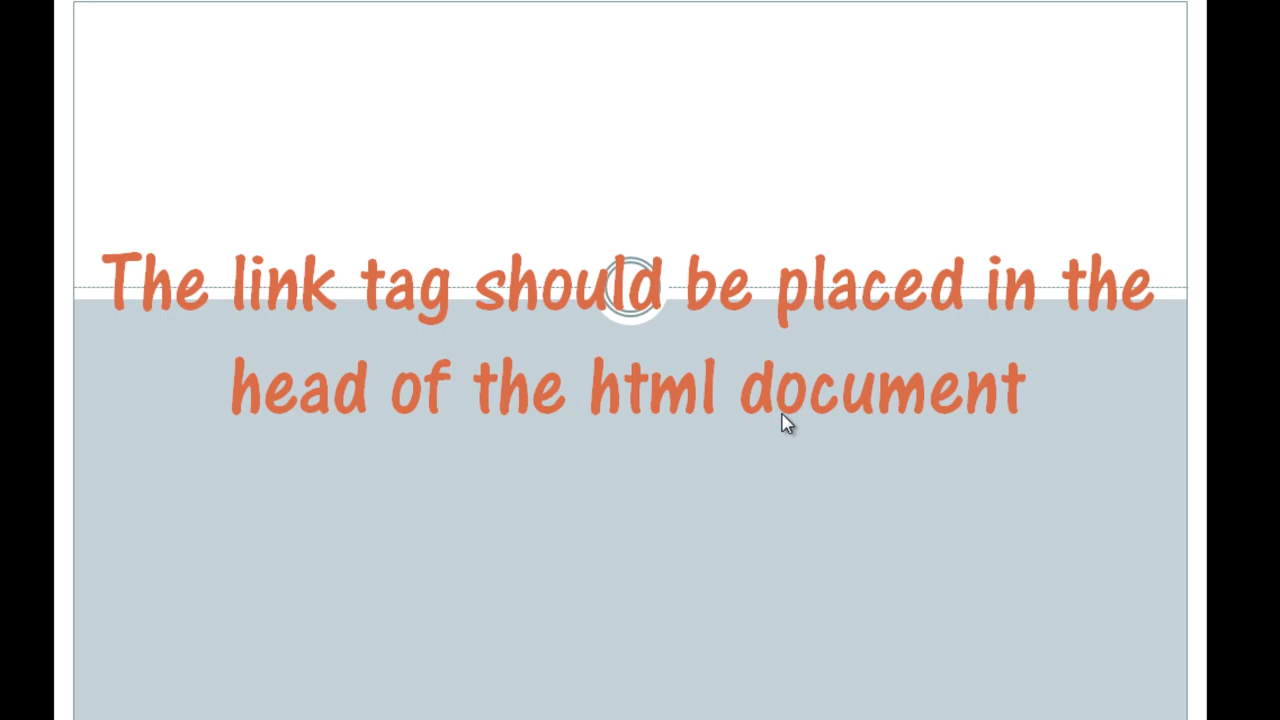 The link tag should be placed in the
head of the html document